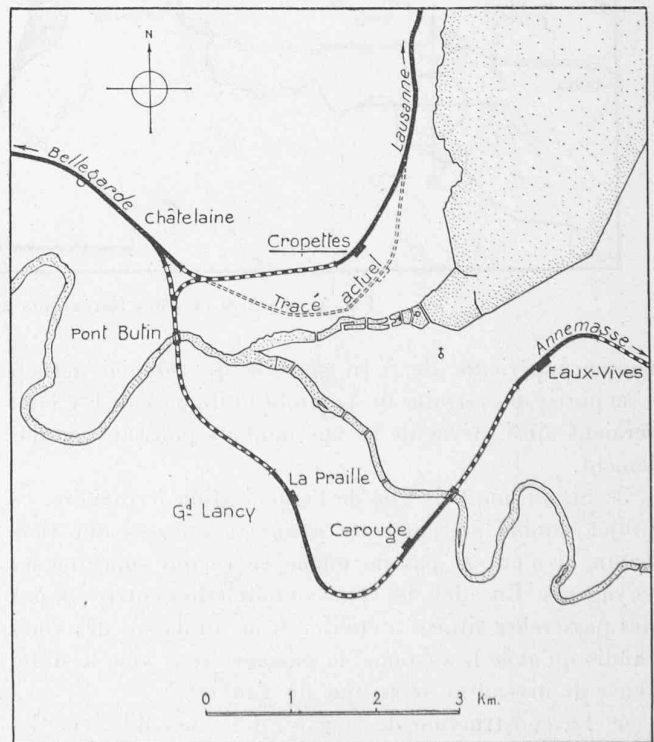 N
Lausanne
Bellegarde
Châtelaine
Cropettes
Tracé actuel
Pont Butin
Annemasse
Eaux-Vives
La Praille
Gd Lancy
Carouge
0 1 2 3 Km.